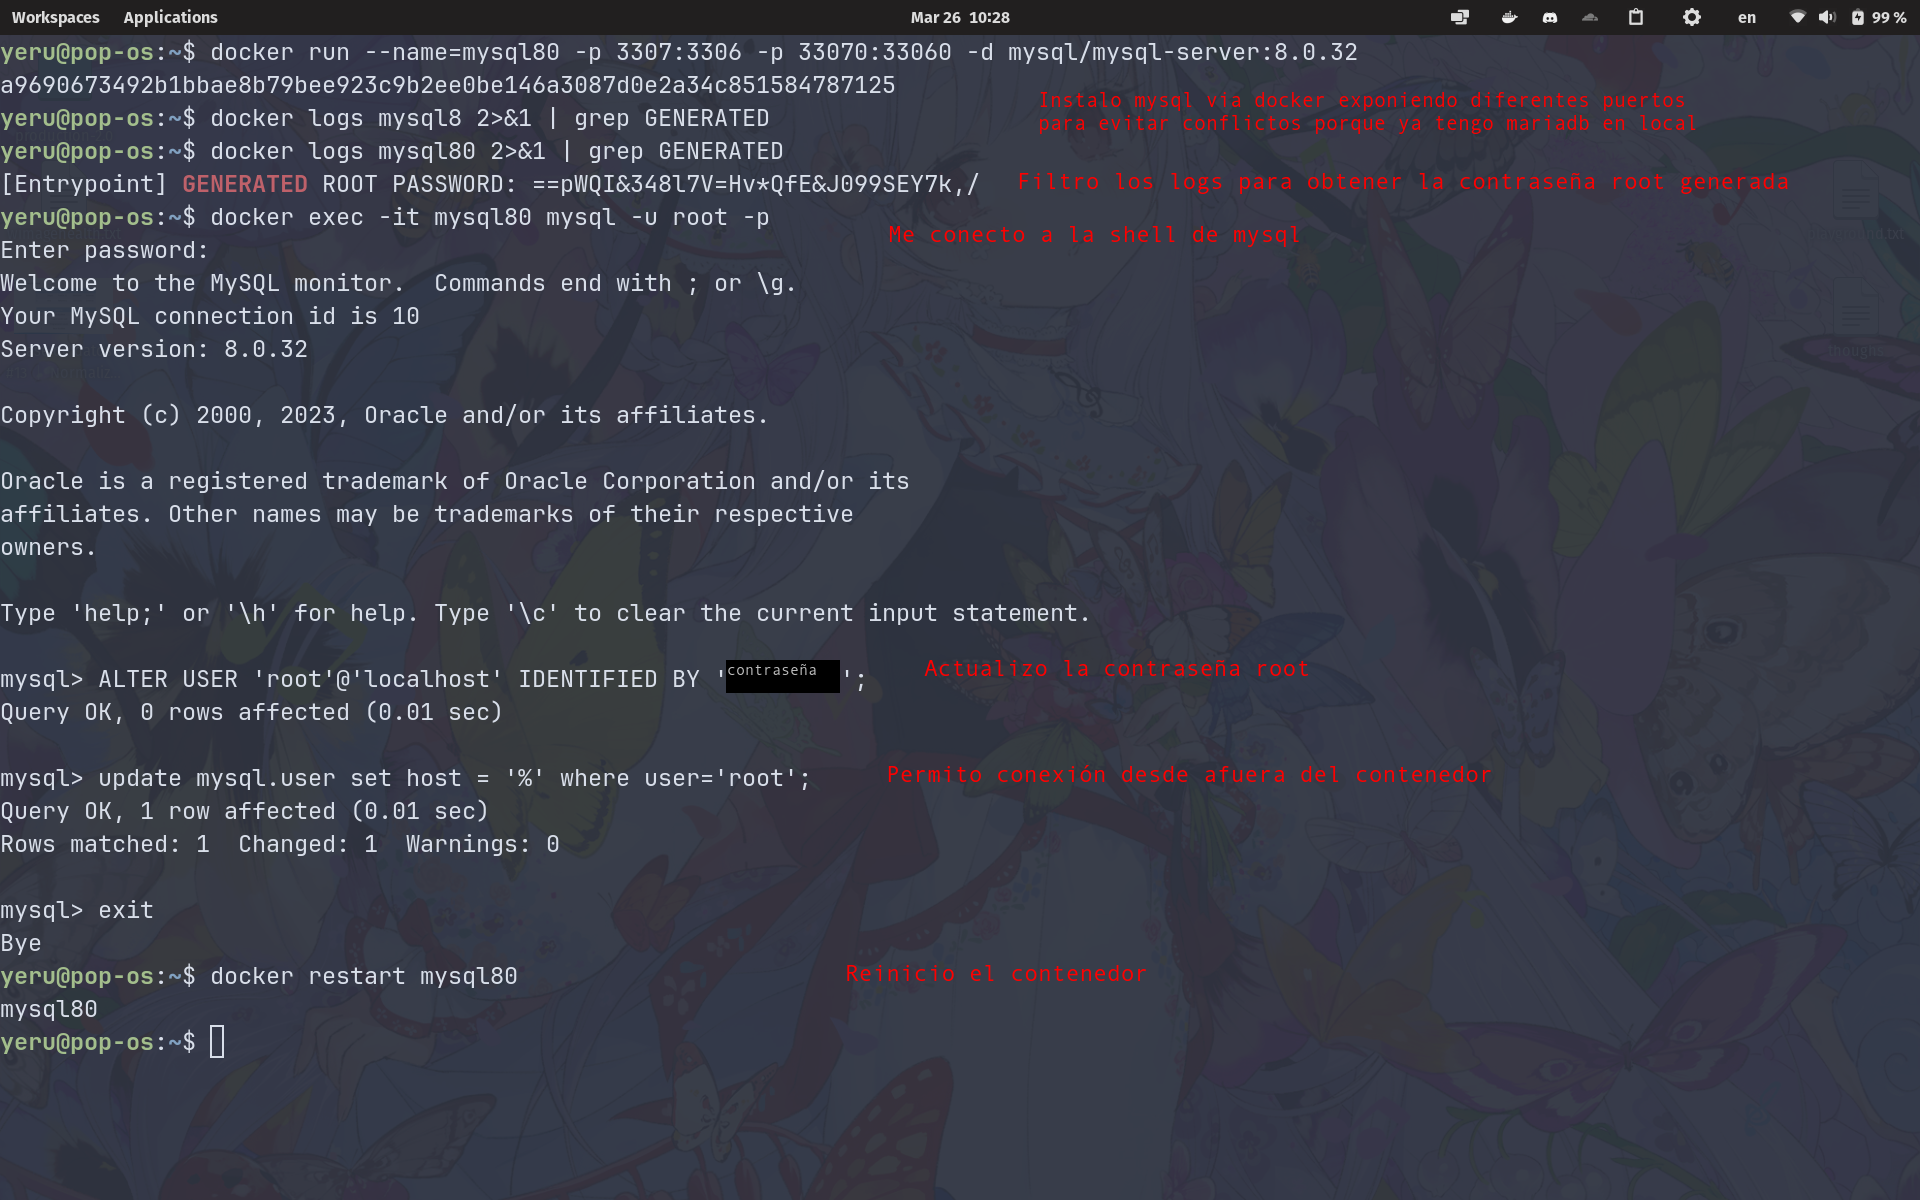 Workspaces Applications Mar 26 10:28 en 99 %
yeru@pop-os:~$ docker run --name=mysql80 -p 3307:3306 -p 33070:33060 -d mysql/mysql-server:8.0.32
a9690673492b1bbae8b79bee923c9b2ee0be146a3087d0e2a34c851584787125
Instalo mysql via docker exponiendo diferentes puertos
para evitar conflictos porque ya tengo mariadb en local
yeru@pop-os:~$ docker logs mysql8 2>&1 | grep GENERATED
yeru@pop-os:~$ docker logs mysql80 2>&1 | grep GENERATED
[Entrypoint] GENERATED ROOT PASSWORD: ==pWQI&348l7V=Hv*QfE&J099SEY7k,/ Filtro los logs para obtener la contraseña root generada
yeru@pop-os:~$ docker exec -it mysql80 mysql -u root -p
Me conecto a la shell de mysql
Enter password:
Welcome to the MySQL monitor.  Commands end with ; or \g.
Your MySQL connection id is 10
Server version: 8.0.32
Copyright (c) 2000, 2023, Oracle and/or its affiliates.
Oracle is a registered trademark of Oracle Corporation and/or its
affiliates. Other names may be trademarks of their respective
owners.
Type 'help;' or '\h' for help. Type '\c' to clear the current input statement.
mysql> ALTER USER 'root'@'localhost' IDENTIFIED BY 'contraseña'; Actualizo la contraseña root
Query OK, 0 rows affected (0.01 sec)
mysql> update mysql.user set host = '%' where user='root'; Permito conexión desde afuera del contenedor
Query OK, 1 row affected (0.01 sec)
Rows matched: 1  Changed: 1  Warnings: 0
mysql> exit
Bye
yeru@pop-os:~$ docker restart mysql80 Reinicio el contenedor
mysql80
yeru@pop-os:~$